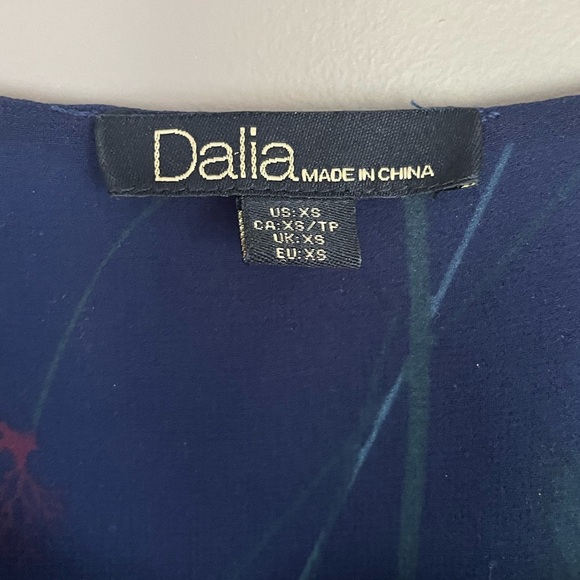 Dalia MADE IN CHINA
US:XS
CA:XS/TP
UK:XS
EU:XS